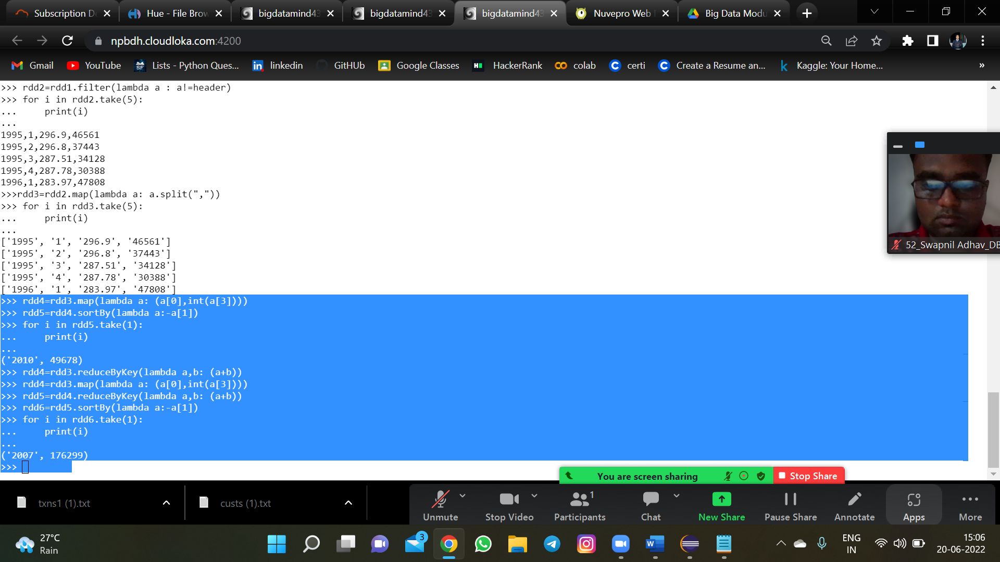 Subscription D
Hue - File Brow
bigdatamind43
bigdatamind43
bigdatamind43
Nuvepro Web
Big Data Modu
npbdh.cloudloka.com:4200
Gmail
YouTube
Lists - Python Ques...
linkedin
GitHUb
Google Classes
HackerRank
colab
certi
Create a Resume an...
Kaggle: Your Home...
»
>>> rdd2=rdd1.filter(lambda a : a!=header)
>>> for i in rdd2.take(5):
...     print(i)
...
1995,1,296.9,46561
1995,2,296.8,37443
1995,3,287.51,34128
1995,4,287.78,30388
1996,1,283.97,47808
>>>rdd3=rdd2.map(lambda a: a.split(","))
>>> for i in rdd3.take(5):
...     print(i)
...
['1995', '1', '296.9', '46561']
['1995', '2', '296.8', '37443']
['1995', '3', '287.51', '34128']
['1995', '4', '287.78', '30388']
['1996', '1', '283.97', '47808']
>>> rdd4=rdd3.map(lambda a: (a[0],int(a[3])))
>>> rdd5=rdd4.sortBy(lambda a:-a[1])
>>> for i in rdd5.take(1):
...     print(i)
...
('2010', 49678)
>>> rdd4=rdd3.reduceByKey(lambda a,b: (a+b))
>>> rdd4=rdd3.map(lambda a: (a[0],int(a[3])))
>>> rdd5=rdd4.reduceByKey(lambda a,b: (a+b))
>>> rdd6=rdd5.sortBy(lambda a:-a[1])
>>> for i in rdd6.take(1):
...     print(i)
...
('2007', 176299)
>>>
52_Swapnil Adhav_DB
You are screen sharing
Stop Share
txns1 (1).txt
custs (1).txt
Unmute
Stop Video
1
Participants
Chat
New Share
Pause Share
Annotate
Apps
More
27°C
Rain
3
ENG
IN
15:06
20-06-2022